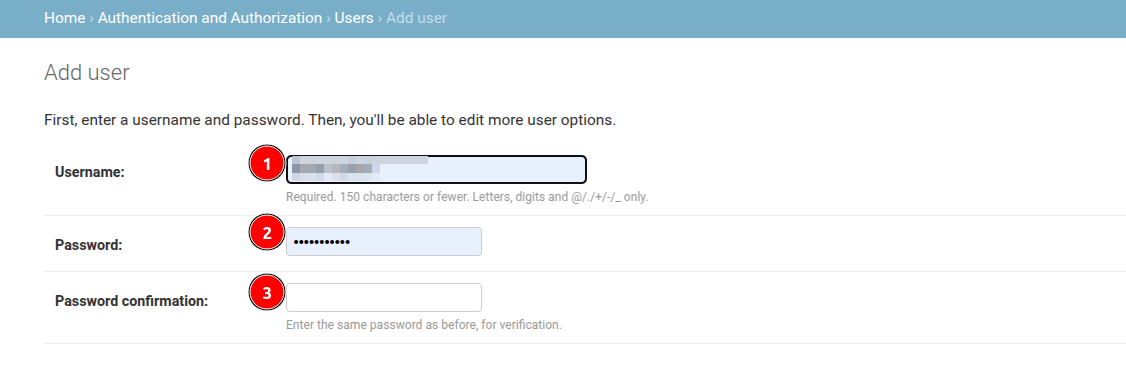 Home › Authentication and Authorization › Users › Add user
Add user
First, enter a username and password. Then, you'll be able to edit more user options.
Username:
1
Required. 150 characters or fewer. Letters, digits and @/./+/-/_ only.
Password:
2
•••••••••••
Password confirmation:
3
Enter the same password as before, for verification.